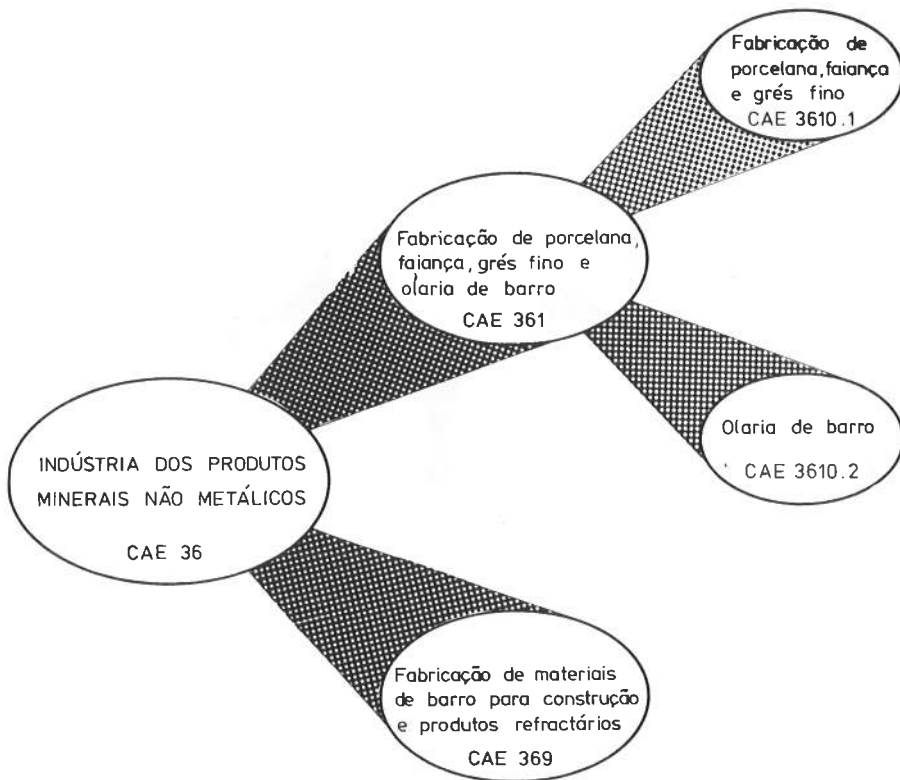 Fabricação de
porcelana, faiança
e grés fino
CAE 3610.1
Fabricação de porcelana,
faiança, grés fino e
olaria de barro
CAE 361
Olaria de barro
CAE 3610.2
INDÚSTRIA DOS PRODUTOS
MINERAIS NÃO METÁLICOS
CAE 36
Fabricação de materiais
de barro para construção
e produtos refractários
CAE 369